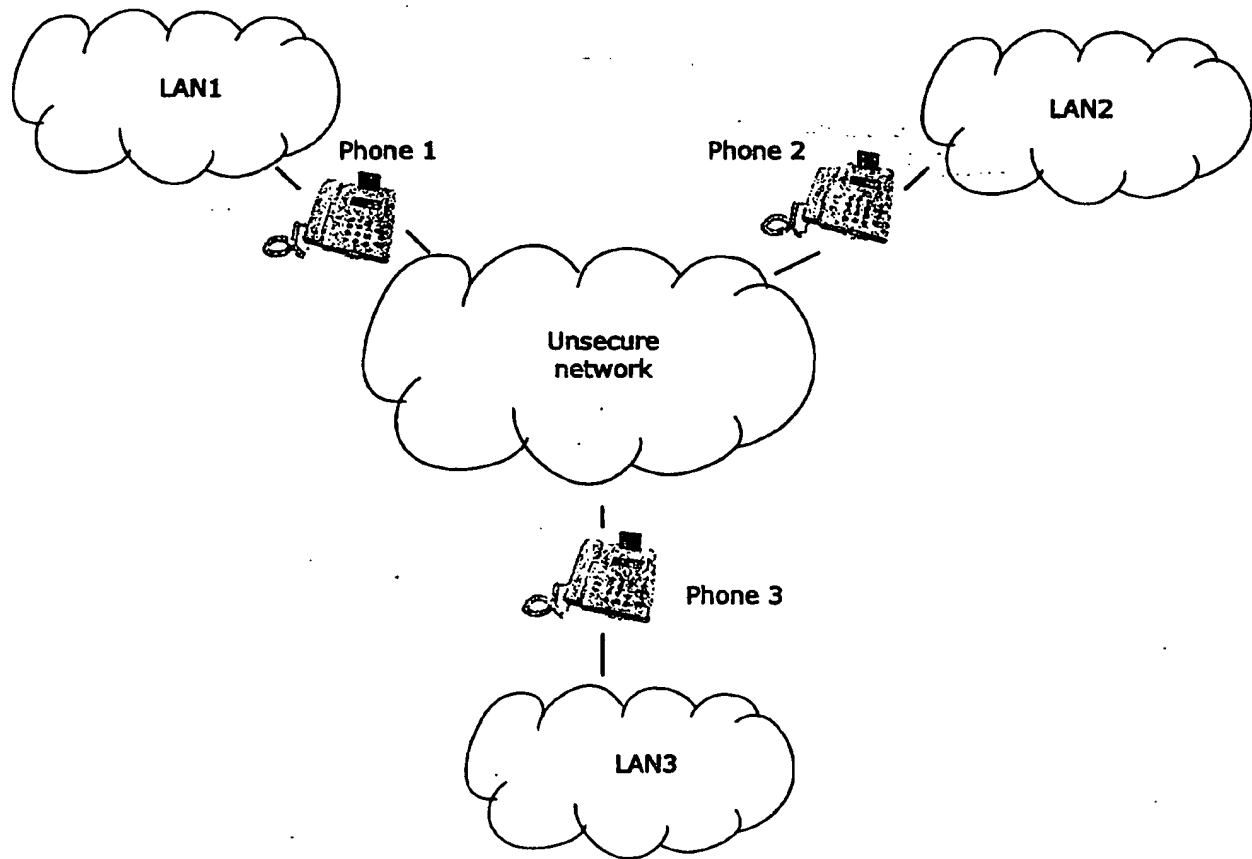 LAN1
LAN2
Phone 1
Phone 2
Unsecure
network
Phone 3
LAN3